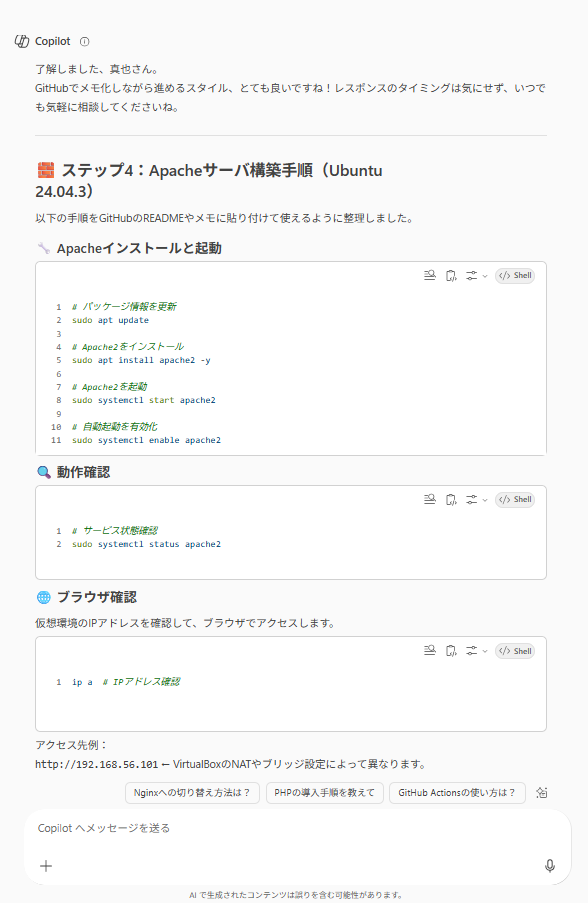 Copilot
了解しました、真也さん。
GitHubでメモ化しながら進めるスタイル、とても良いですね！レスポンスのタイミングは気にせず、いつで
も気軽に相談してくださいね。
ステップ4：Apacheサーバ構築手順（Ubuntu
24.04.3）
以下の手順をGitHubのREADMEやメモに貼り付けて使えるように整理しました。
Apacheインストールと起動
</> Shell
1 # パッケージ情報を更新
2 sudo apt update
3
4 # Apache2をインストール
5 sudo apt install apache2 -y
6
7 # Apache2を起動
8 sudo systemctl start apache2
9
10 # 自動起動を有効化
11 sudo systemctl enable apache2
動作確認
</> Shell
1 # サービス状態確認
2 sudo systemctl status apache2
ブラウザ確認
仮想環境のIPアドレスを確認して、ブラウザでアクセスします。
</> Shell
1 ip a # IPアドレス確認
アクセス先例：
http://192.168.56.101 ← VirtualBoxのNATやブリッジ設定によって異なります。
Nginxへの切り替え方法は？ PHPの導入手順を教えて GitHub Actionsの使い方は？
Copilot へメッセージを送る
AI で生成されたコンテンツは誤りを含む可能性があります。